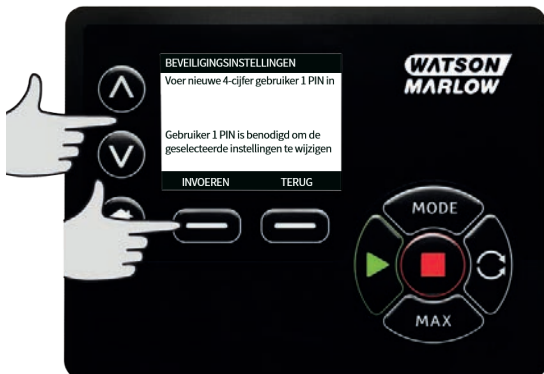 BEVEILIGINGSINSTELLINGEN
Voer nieuwe 4-cijfer gebruiker 1 PIN in
Gebruiker 1 PIN is benodigd om de
geselecteerde instellingen te wijzigen
INVOEREN TERUG
WATSON
MARLOW
MODE
MAX